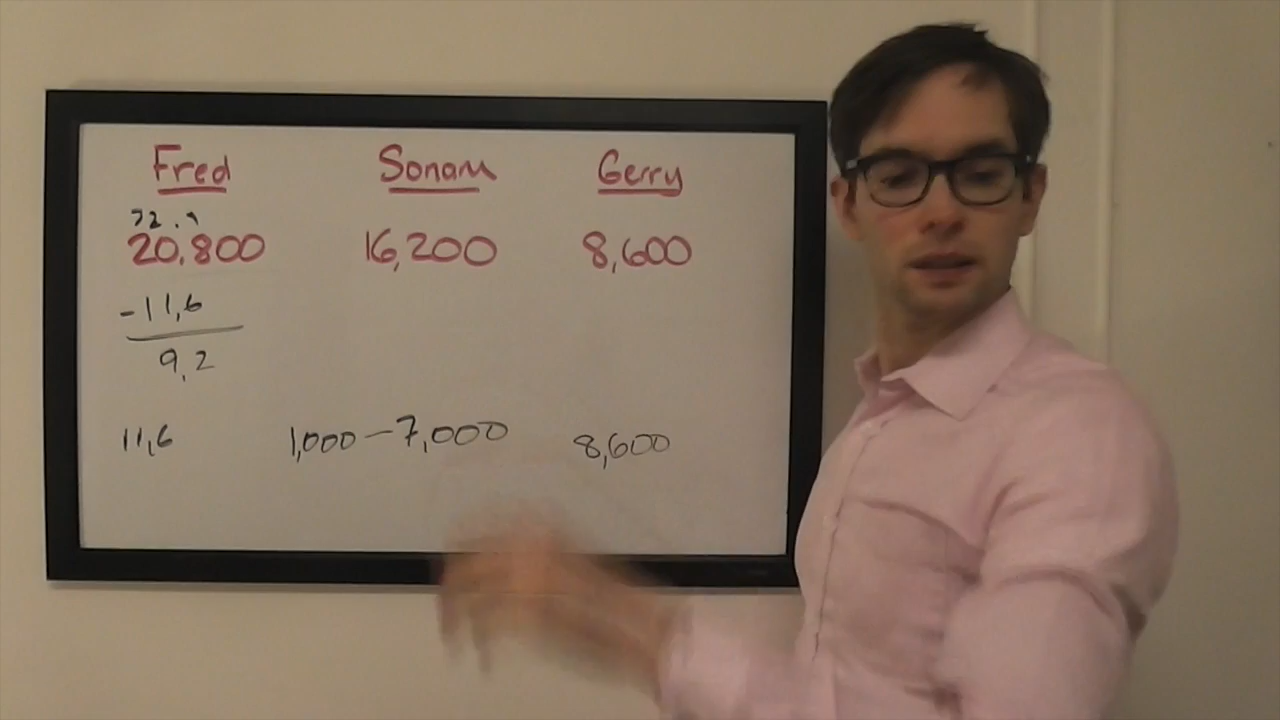 Fred Sonam Gerry
20,800 16,200 8,600
-11,6
9,2
11,6 1,000-7,000 8,600